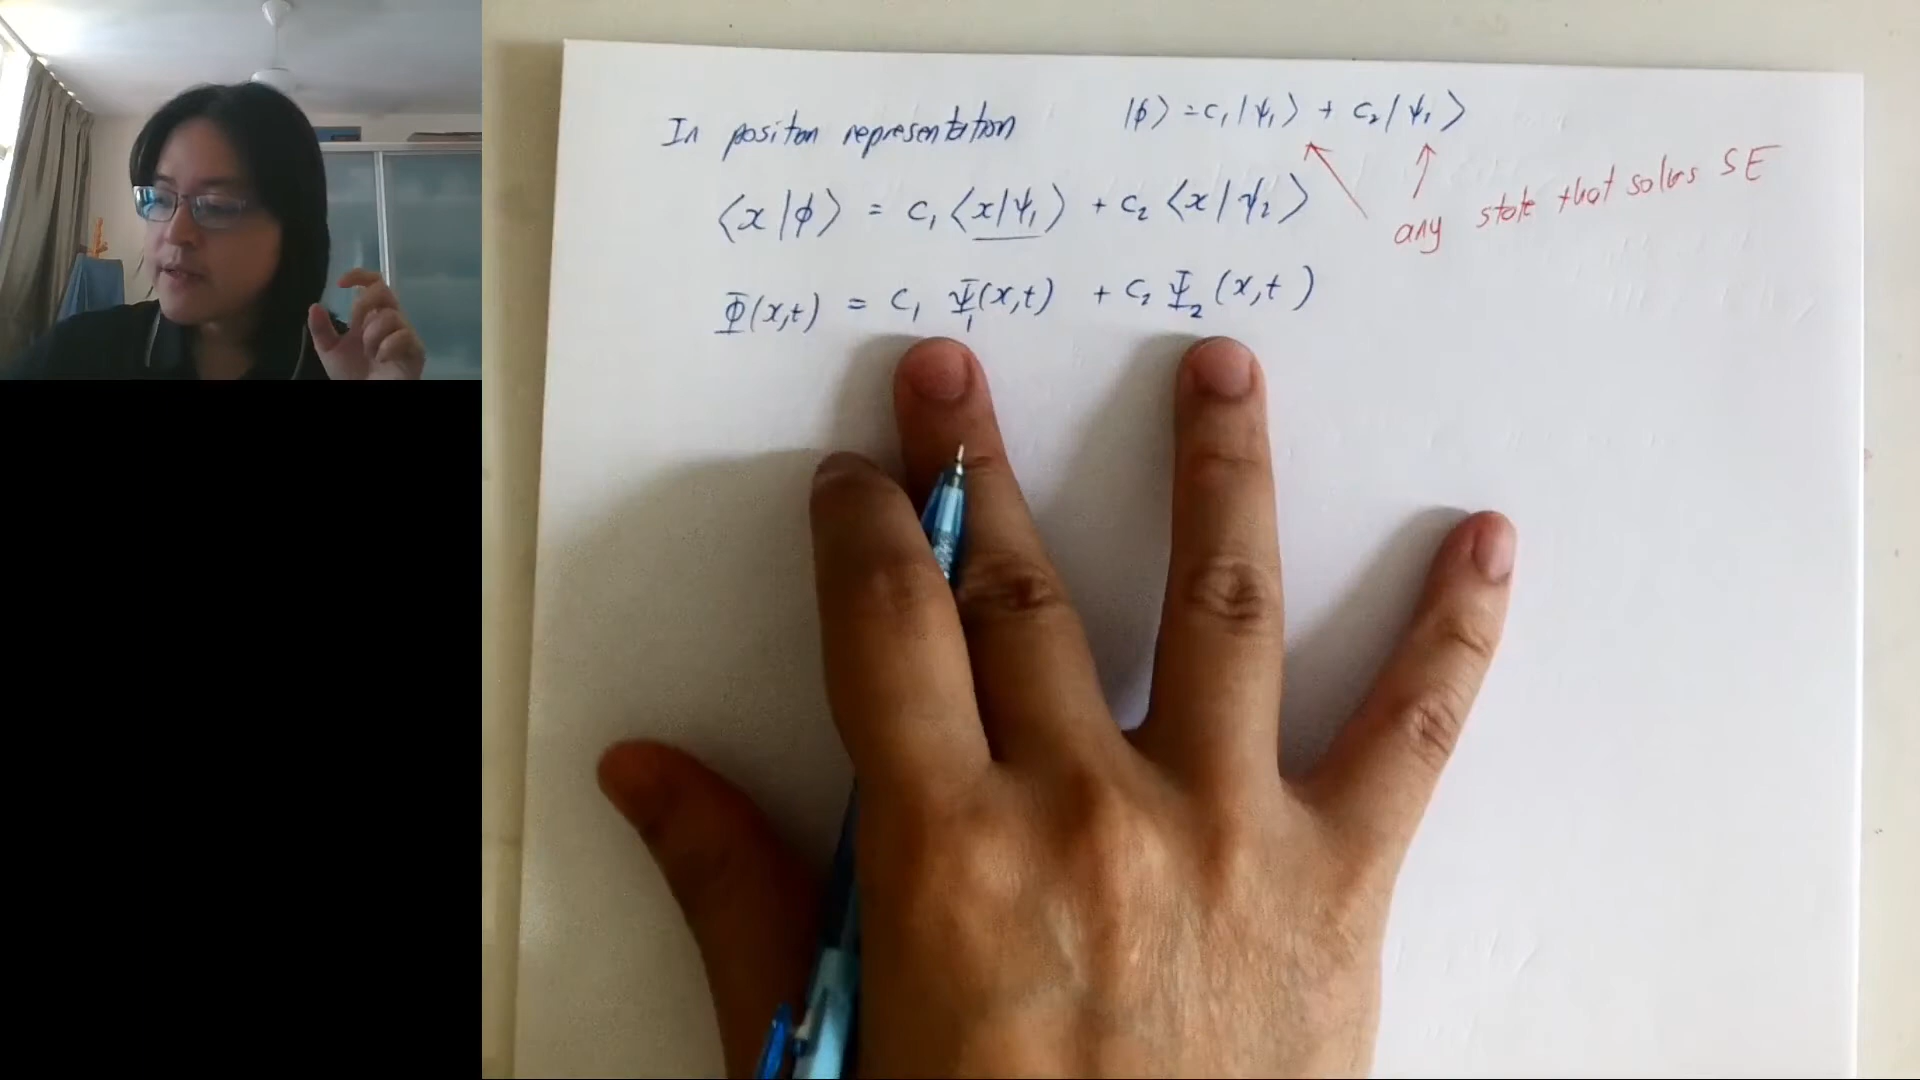 In positon representation |ϕ⟩ = c₁|ψ₁⟩ + c₂|ψ₁⟩
⟨x|ϕ⟩ = c₁⟨x|ψ₁⟩ + c₂⟨x|ψ₂⟩
any state that solves SE
Φ(x,t) = c₁ Ψ₁(x,t) + c₂ Ψ₂(x,t)